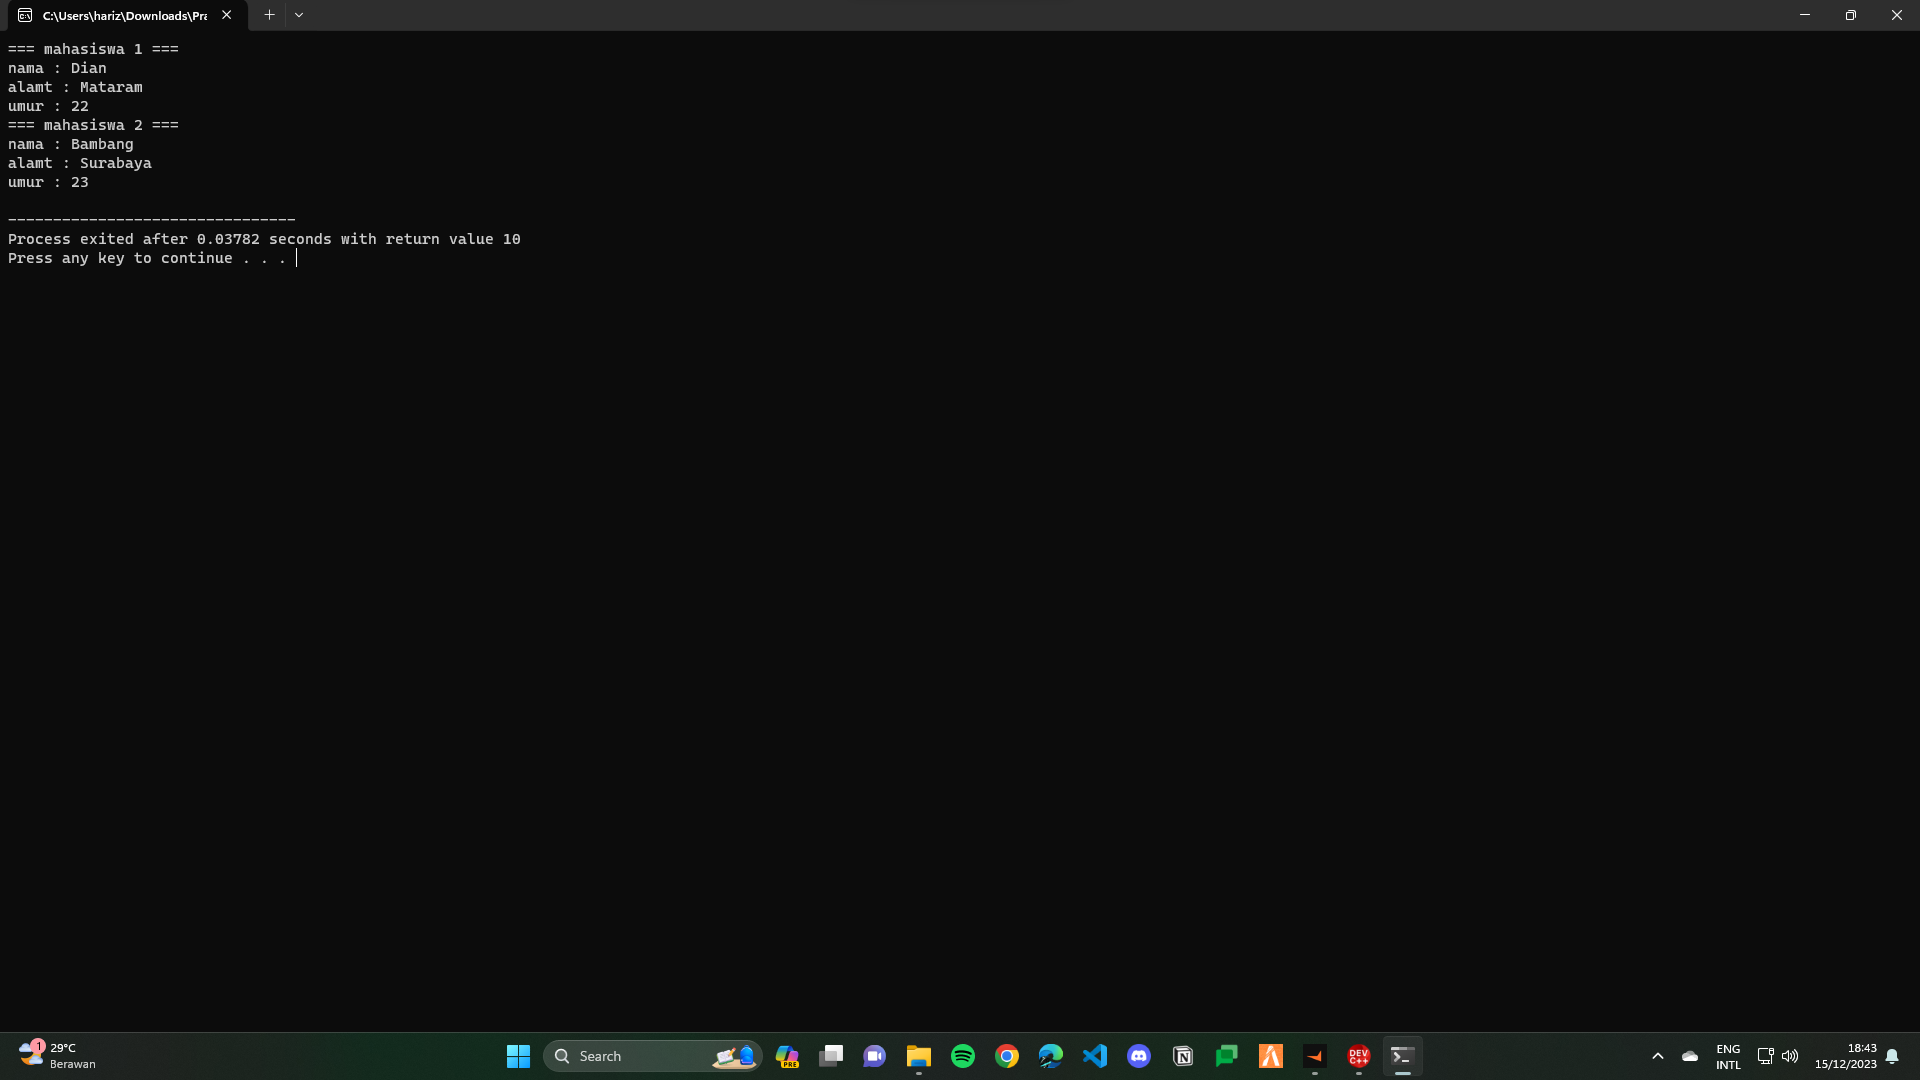 C:\Users\hariz\Downloads\Pra
=== mahasiswa 1 ===
nama : Dian
alamt : Mataram
umur : 22
=== mahasiswa 2 ===
nama : Bambang
alamt : Surabaya
umur : 23
--------------------------------
Process exited after 0.03782 seconds with return value 10
Press any key to continue . . .
1
29°C
Berawan
Search
PRE
DEV
C++
ENG
INTL
18:43
15/12/2023